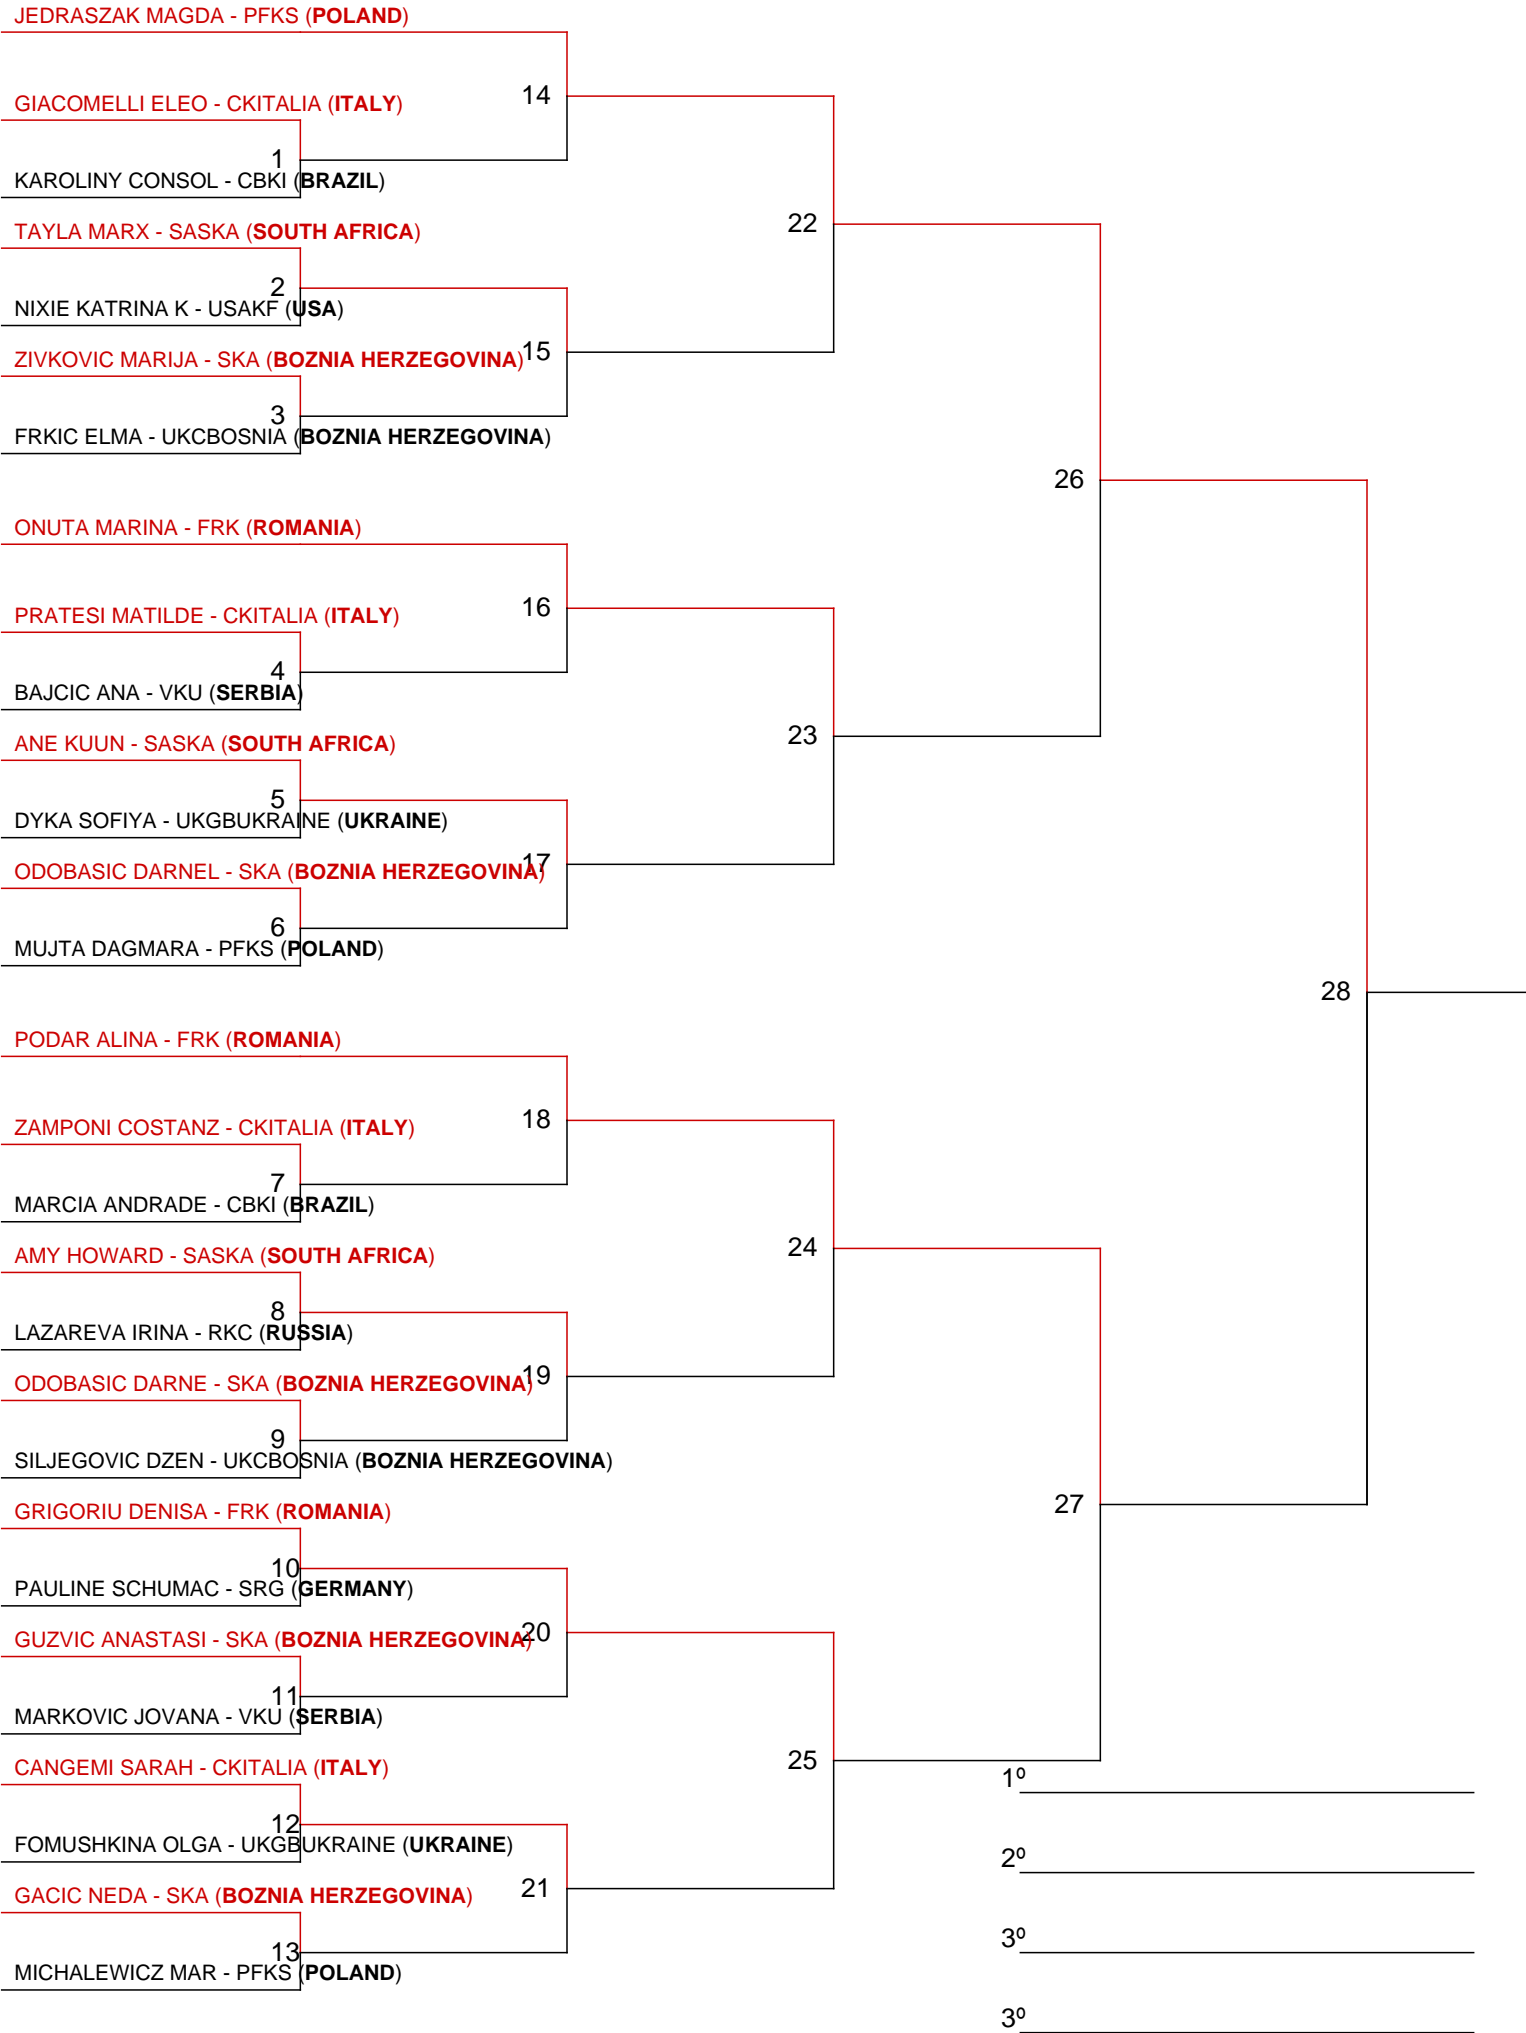 JEDRASZAK MAGDA - PFKS (POLAND)
14
GIACOMELLI ELEO - CKITALIA (ITALY)
1
KAROLINY CONSOL - CBKI (BRAZIL)
22
TAYLA MARX - SASKA (SOUTH AFRICA)
2
NIXIE KATRINA K - USAKF (USA)
15
ZIVKOVIC MARIJA - SKA (BOZNIA HERZEGOVINA)
3
FRKIC ELMA - UKCBOSNIA (BOZNIA HERZEGOVINA)
26
ONUTA MARINA - FRK (ROMANIA)
16
PRATESI MATILDE - CKITALIA (ITALY)
4
BAJCIC ANA - VKU (SERBIA)
23
ANE KUUN - SASKA (SOUTH AFRICA)
5
DYKA SOFIYA - UKGBUKRAINE (UKRAINE)
17
ODOBASIC DARNEL - SKA (BOZNIA HERZEGOVINA)
6
MUJTA DAGMARA - PFKS (POLAND)
28
PODAR ALINA - FRK (ROMANIA)
18
ZAMPONI COSTANZ - CKITALIA (ITALY)
7
MARCIA ANDRADE - CBKI (BRAZIL)
24
AMY HOWARD - SASKA (SOUTH AFRICA)
8
LAZAREVA IRINA - RKC (RUSSIA)
19
ODOBASIC DARNE - SKA (BOZNIA HERZEGOVINA)
9
SILJEGOVIC DZEN - UKCBOSNIA (BOZNIA HERZEGOVINA)
27
GRIGORIU DENISA - FRK (ROMANIA)
10
PAULINE SCHUMAC - SRG (GERMANY)
20
GUZVIC ANASTASI - SKA (BOZNIA HERZEGOVINA)
11
MARKOVIC JOVANA - VKU (SERBIA)
25
CANGEMI SARAH - CKITALIA (ITALY)
1º
12
FOMUSHKINA OLGA - UKGBUKRAINE (UKRAINE)
2º
21
GACIC NEDA - SKA (BOZNIA HERZEGOVINA)
3º
13
MICHALEWICZ MAR - PFKS (POLAND)
3º